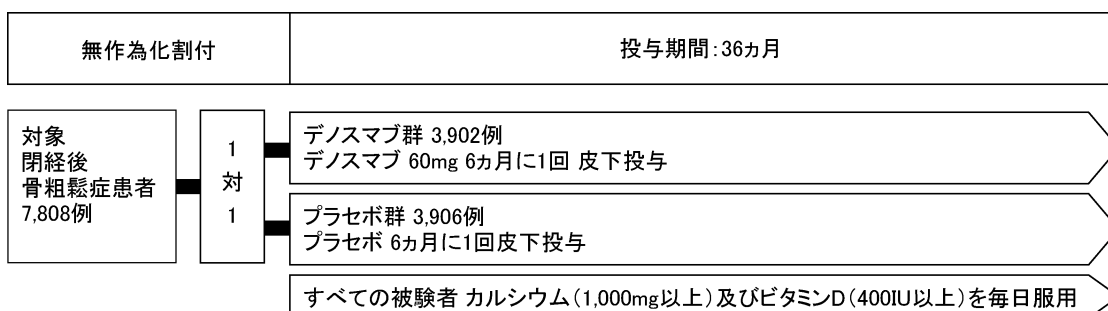 無作為化割付
投与期間:36ヵ月
対象
閉経後
骨粗鬆症患者
7,808例
1
対
1
デノスマブ群 3,902例
デノスマブ 60mg 6ヵ月に1回 皮下投与
プラセボ群 3,906例
プラセボ 6ヵ月に1回皮下投与
すべての被験者 カルシウム(1,000mg以上)及びビタミンD(400IU以上)を毎日服用